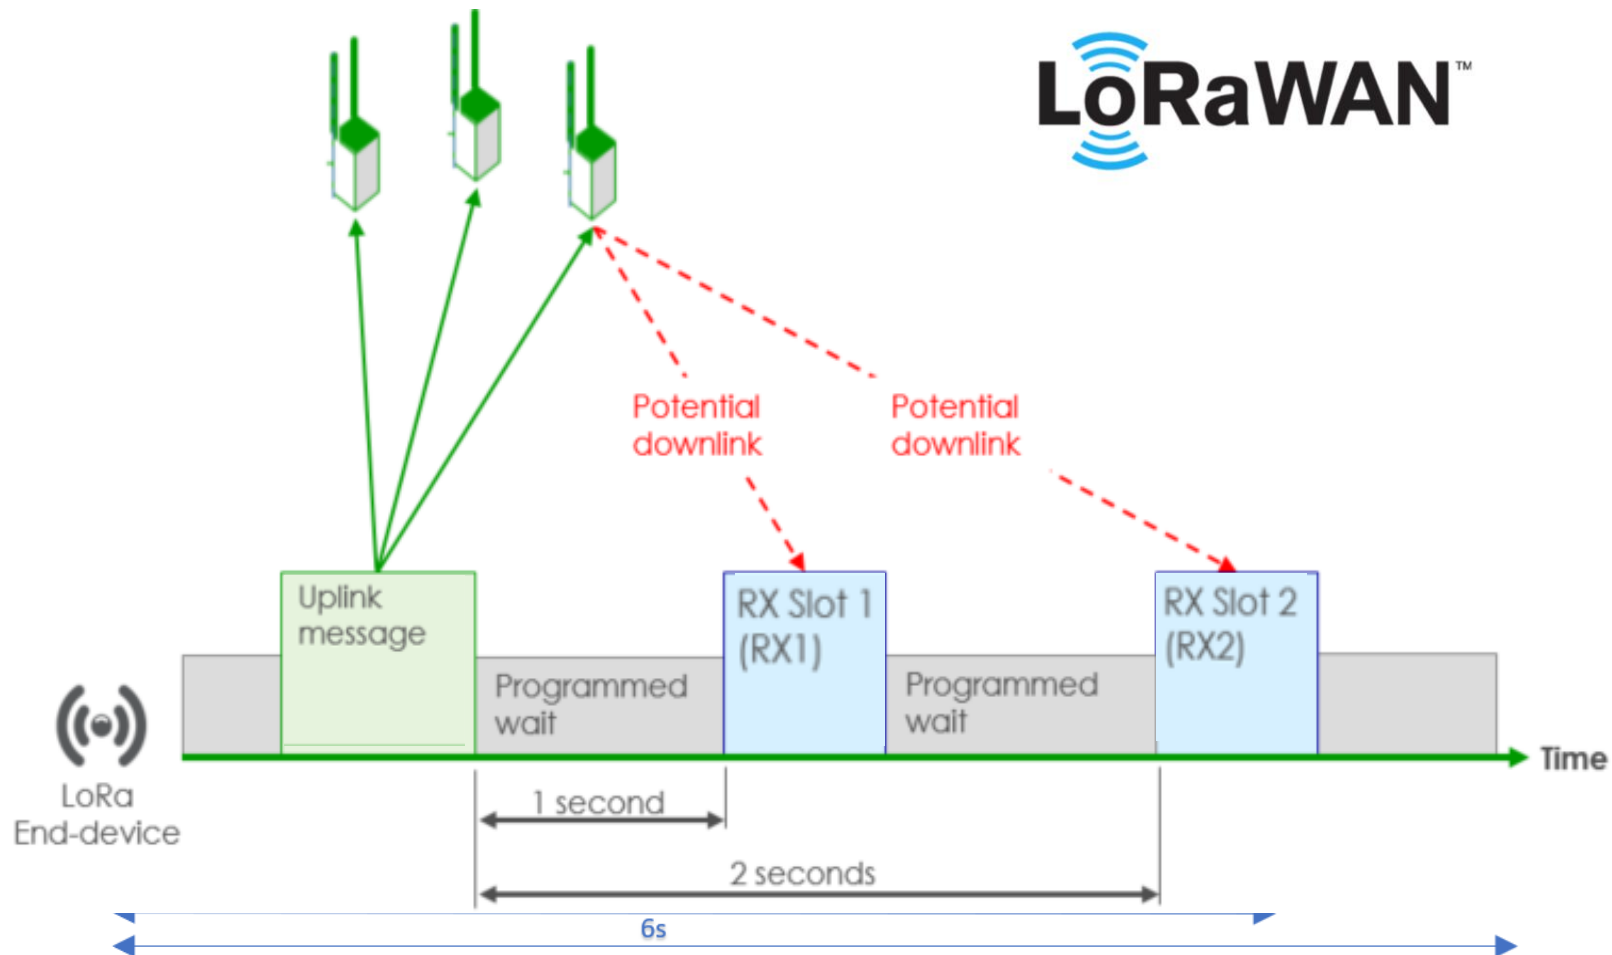 LoRaWAN™
Potential
downlink
Potential
downlink
Uplink
message
Programmed
wait
RX Slot 1
(RX1)
Programmed
wait
RX Slot 2
(RX2)
Time
LoRa
End-device
1 second
2 seconds
6s